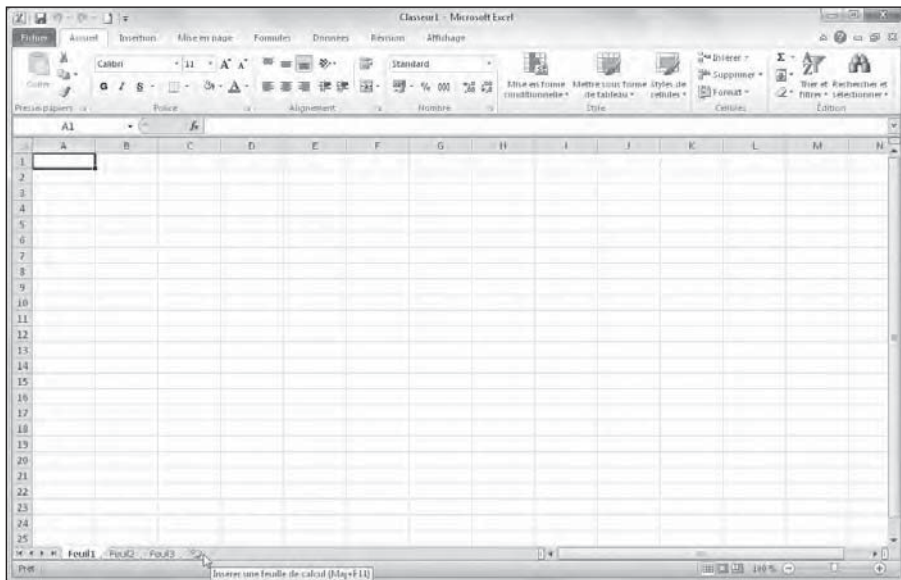 Classeur1 - Microsoft Excel
Fichier Accueil Insertion Mise en page Formules Données Révision Affichage
Calibri 11 A A Standard
Coller G I S A % 000
Mise en forme conditionnelle Mettre sous forme de tableau Styles de cellules
Insérer Supprimer Format
Σ Trier et filtrer Rechercher et sélectionner
Presse-papiers Police Alignement Nombre Style Cellules Édition
A1 fx
A B C D E F G H I J K L M N
1
2
3
4
5
6
7
8
9
10
11
12
13
14
15
16
17
18
19
20
21
22
23
24
25
Feuil1 Feuil2 Feuil3
Prêt Insérer une feuille de calcul (Maj+F11) 100 %